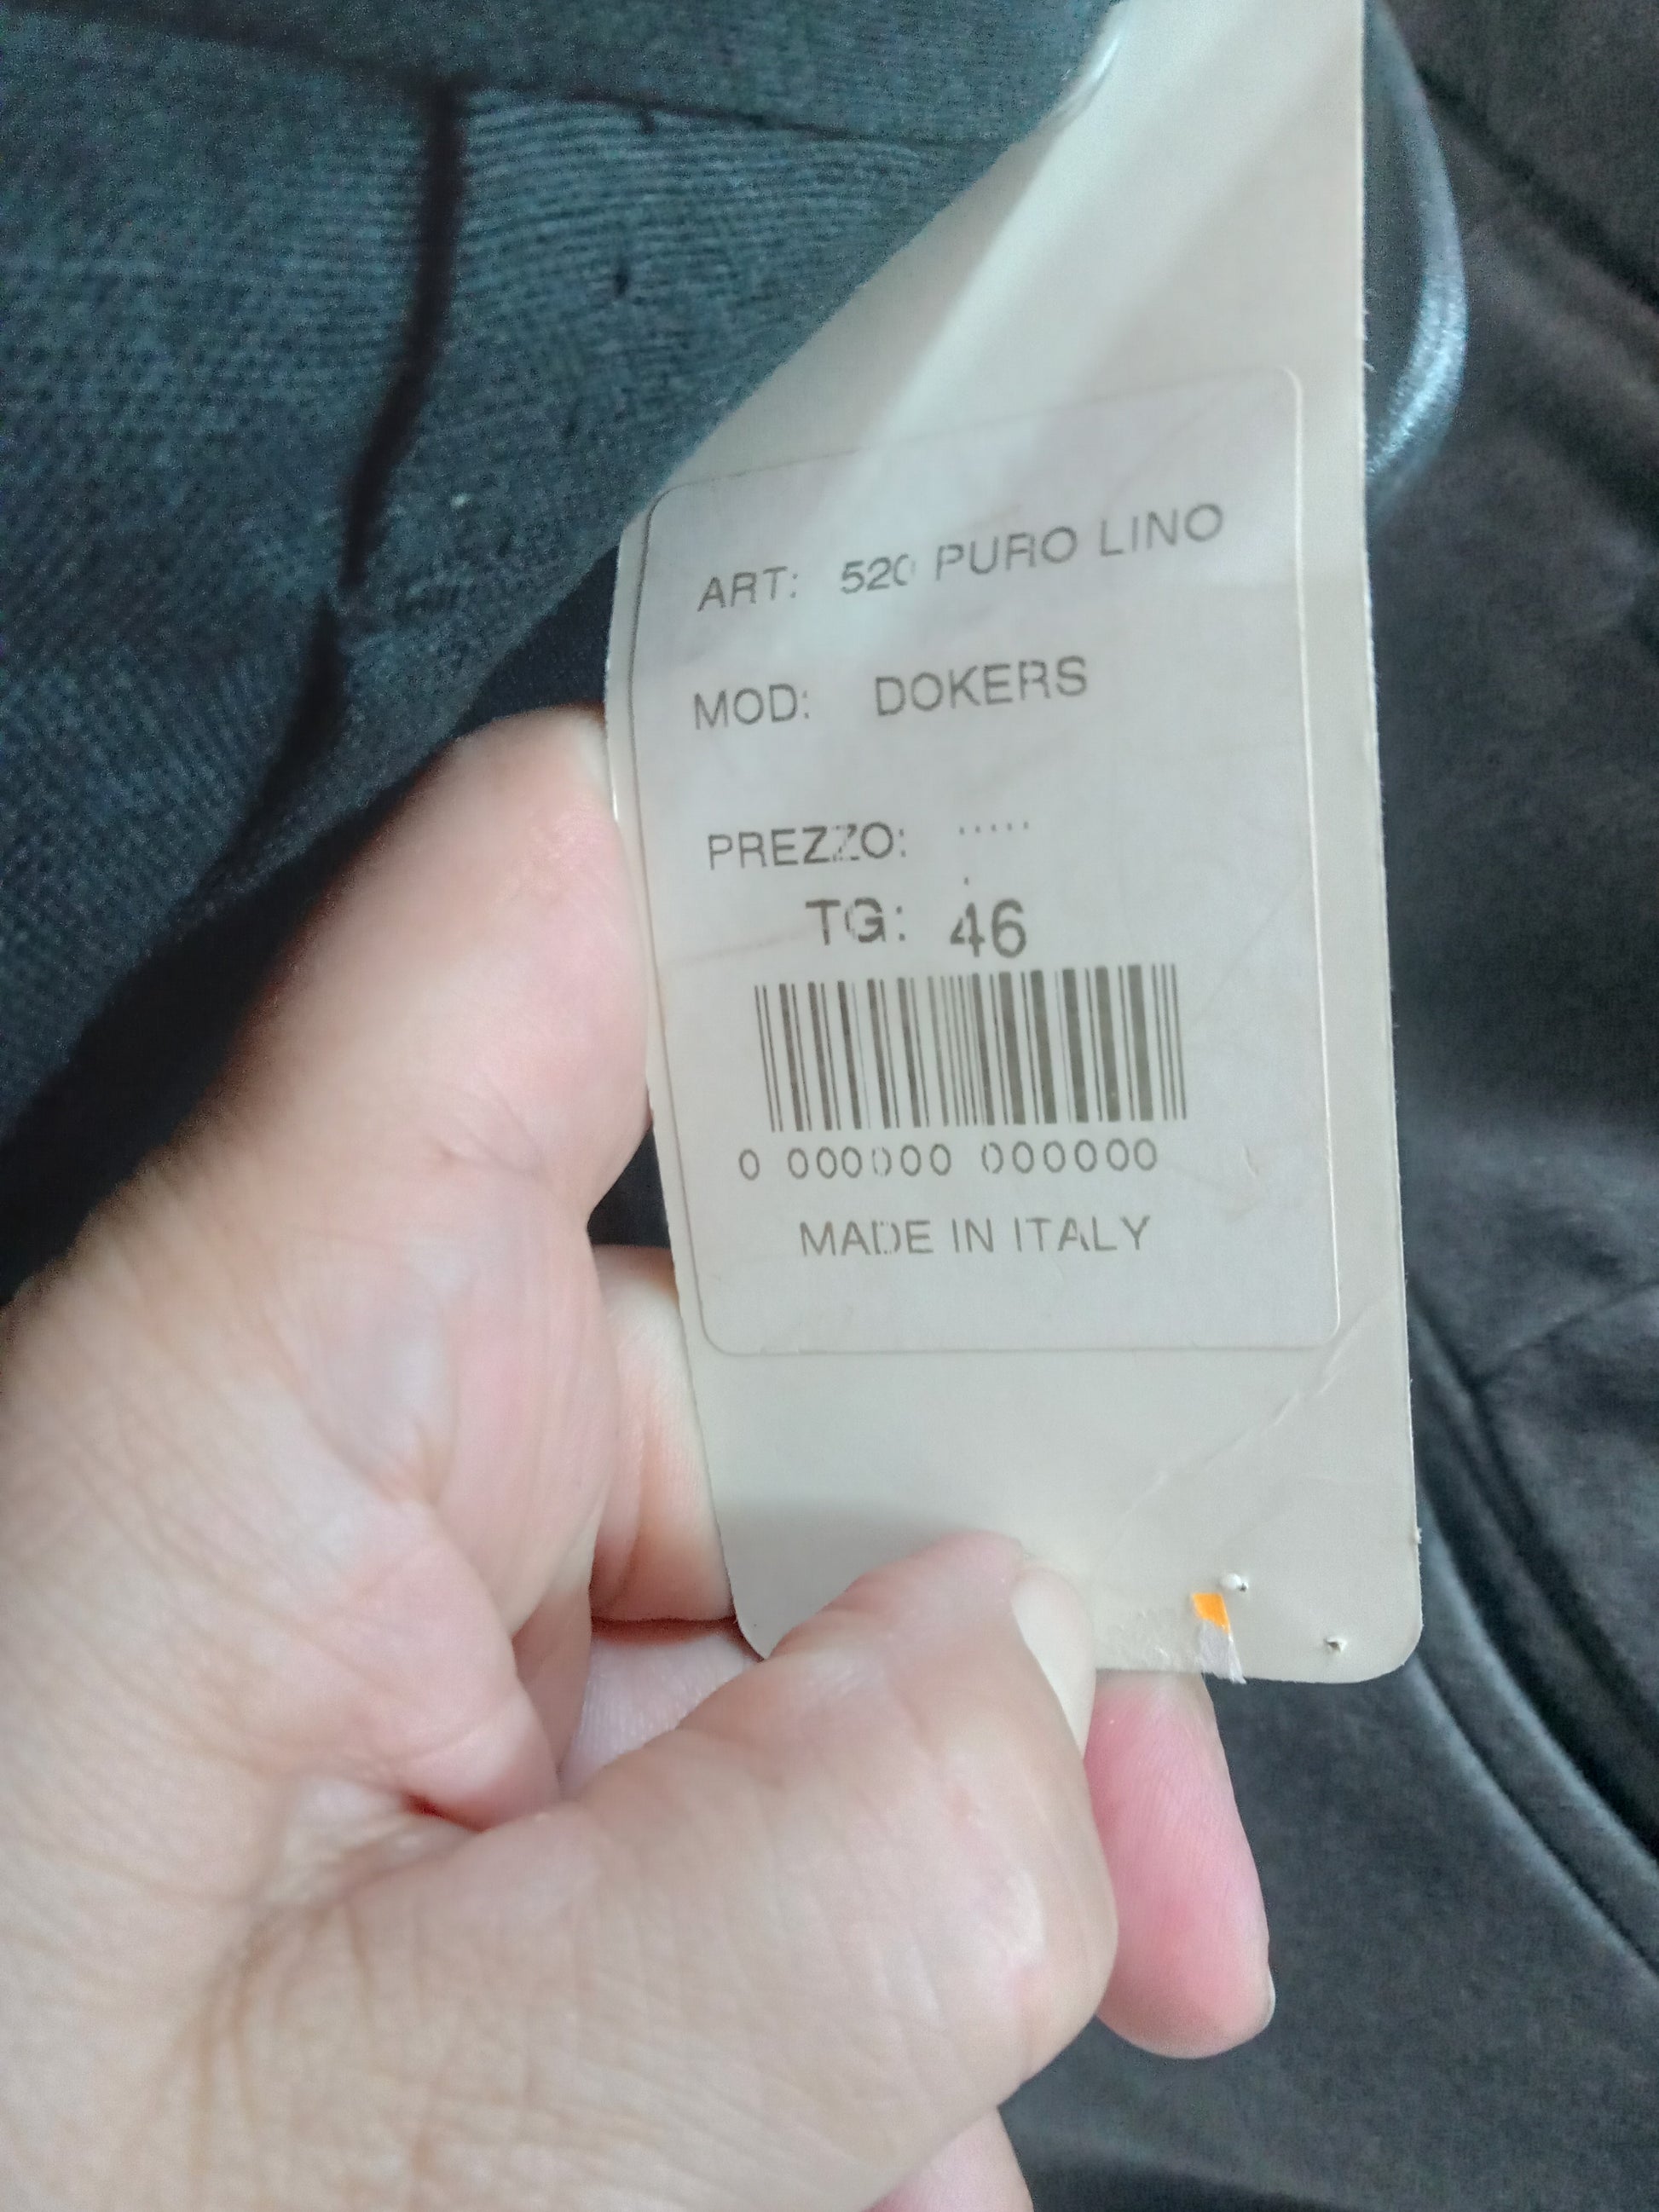 ART: 520 PURO LINO
MOD: DOKERS
PREZZO: .....
TG: 46
0 000000 000000
MADE IN ITALY